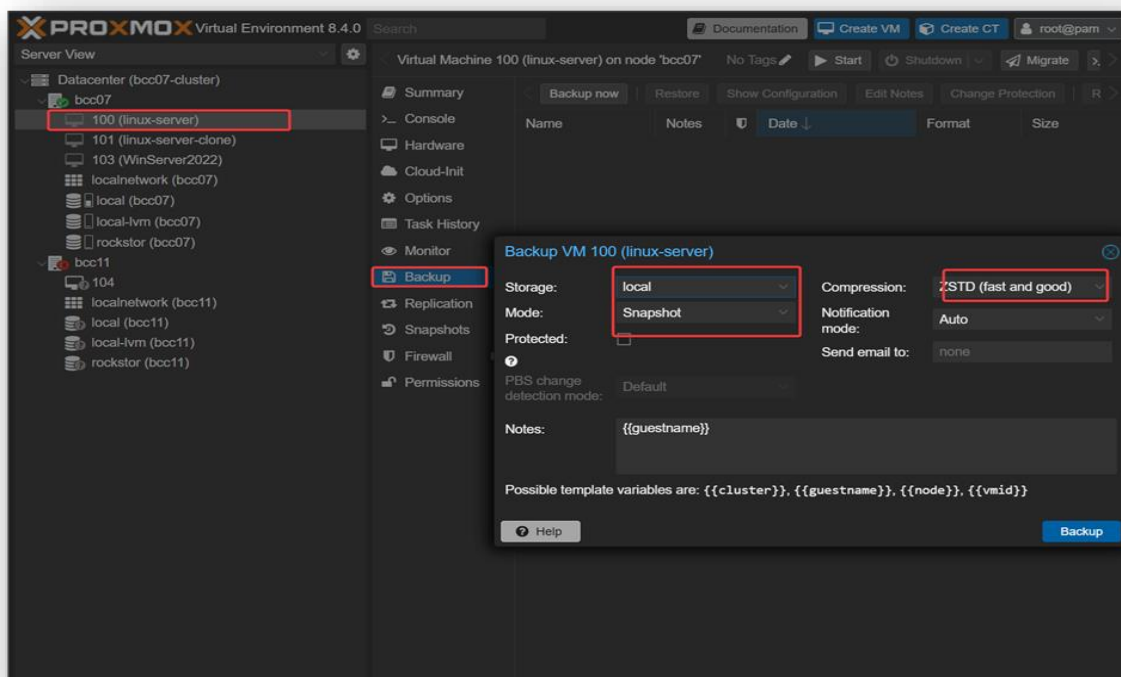 PROXMOX Virtual Environment 8.4.0 Search Documentation Create VM Create CT root@pam
Server View
Datacenter (bcc07-cluster)
bcc07
100 (linux-server)
101 (linux-server-clone)
103 (WinServer2022)
localnetwork (bcc07)
local (bcc07)
local-lvm (bcc07)
rockstor (bcc07)
bcc11
104
localnetwork (bcc11)
local (bcc11)
local-lvm (bcc11)
rockstor (bcc11)
Virtual Machine 100 (linux-server) on node 'bcc07' No Tags Start Shutdown Migrate
Summary
Console
Hardware
Cloud-Init
Options
Task History
Monitor
Backup
Replication
Snapshots
Firewall
Permissions
Backup now Restore Show Configuration Edit Notes Change Protection R
Name Notes Date Format Size
Backup VM 100 (linux-server)
Storage: local
Mode: Snapshot
Protected:
PBS change
detection mode: Default
Compression: ZSTD (fast and good)
Notification
mode: Auto
Send email to: none
Notes: {{guestname}}
Possible template variables are: {{cluster}}, {{guestname}}, {{node}}, {{vmid}}
Help Backup